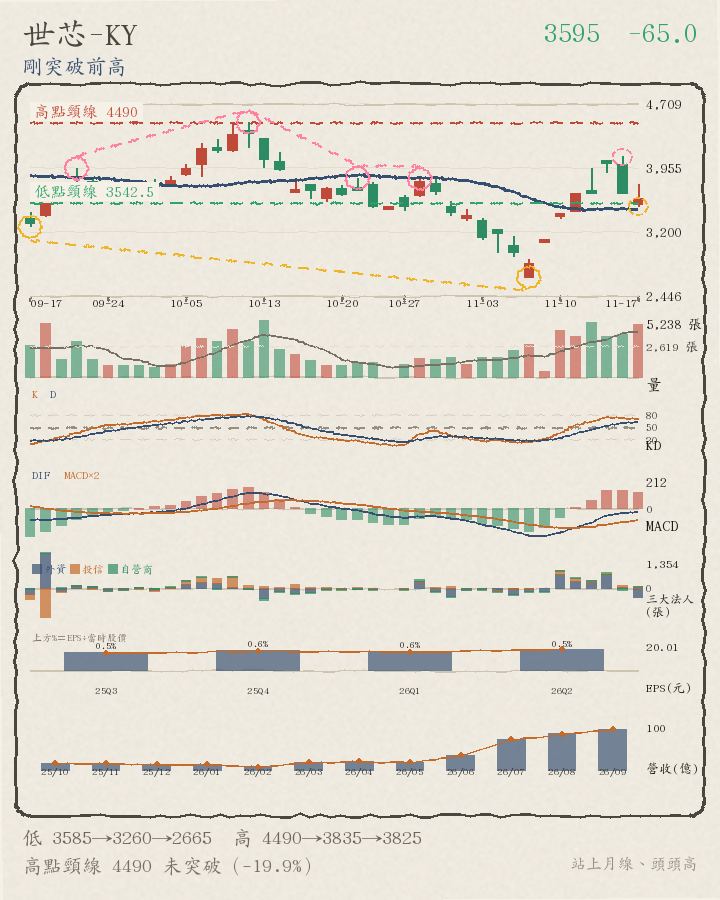 世芯-KY
3595 -65.0
剛突破前高
高點頸線 4490
4,709
3,955
低點頸線 3542.5
3,200
2,446
09-17 09-24 10-05 10-13 10-20 10-27 11-03 11-10 11-17
5,238 張
2,619 張
量
K D
80
50
20
KD
DIF MACD×2
212
0
MACD
外資 投信 自營商
1,354
0
三大法人
(張)
上方%=EPS÷當時股價
0.5% 0.6% 0.6% 0.5%
20.01
25Q3 25Q4 26Q1 26Q2
EPS(元)
100
25/10 25/11 25/12 26/01 26/02 26/03 26/04 26/05 26/06 26/07 26/08 26/09
營收(億)
低 3585→3260→2665 高 4490→3835→3825
高點頸線 4490 未突破 (-19.9%)
站上月線、頭頭高